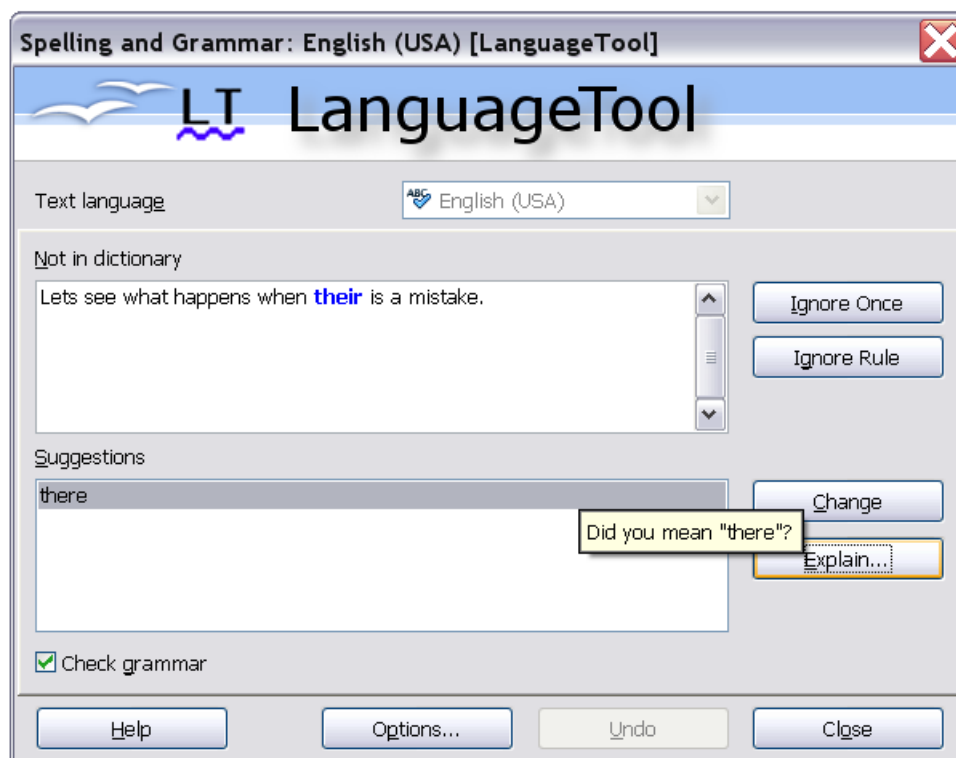 Spelling and Grammar: English (USA) [LanguageTool]
LT LanguageTool
Text language
ABC English (USA)
Not in dictionary
Lets see what happens when their is a mistake.
Ignore Once
Ignore Rule
Suggestions
there
Change
Did you mean "there"?
Explain...
Check grammar
Help
Options...
Undo
Close